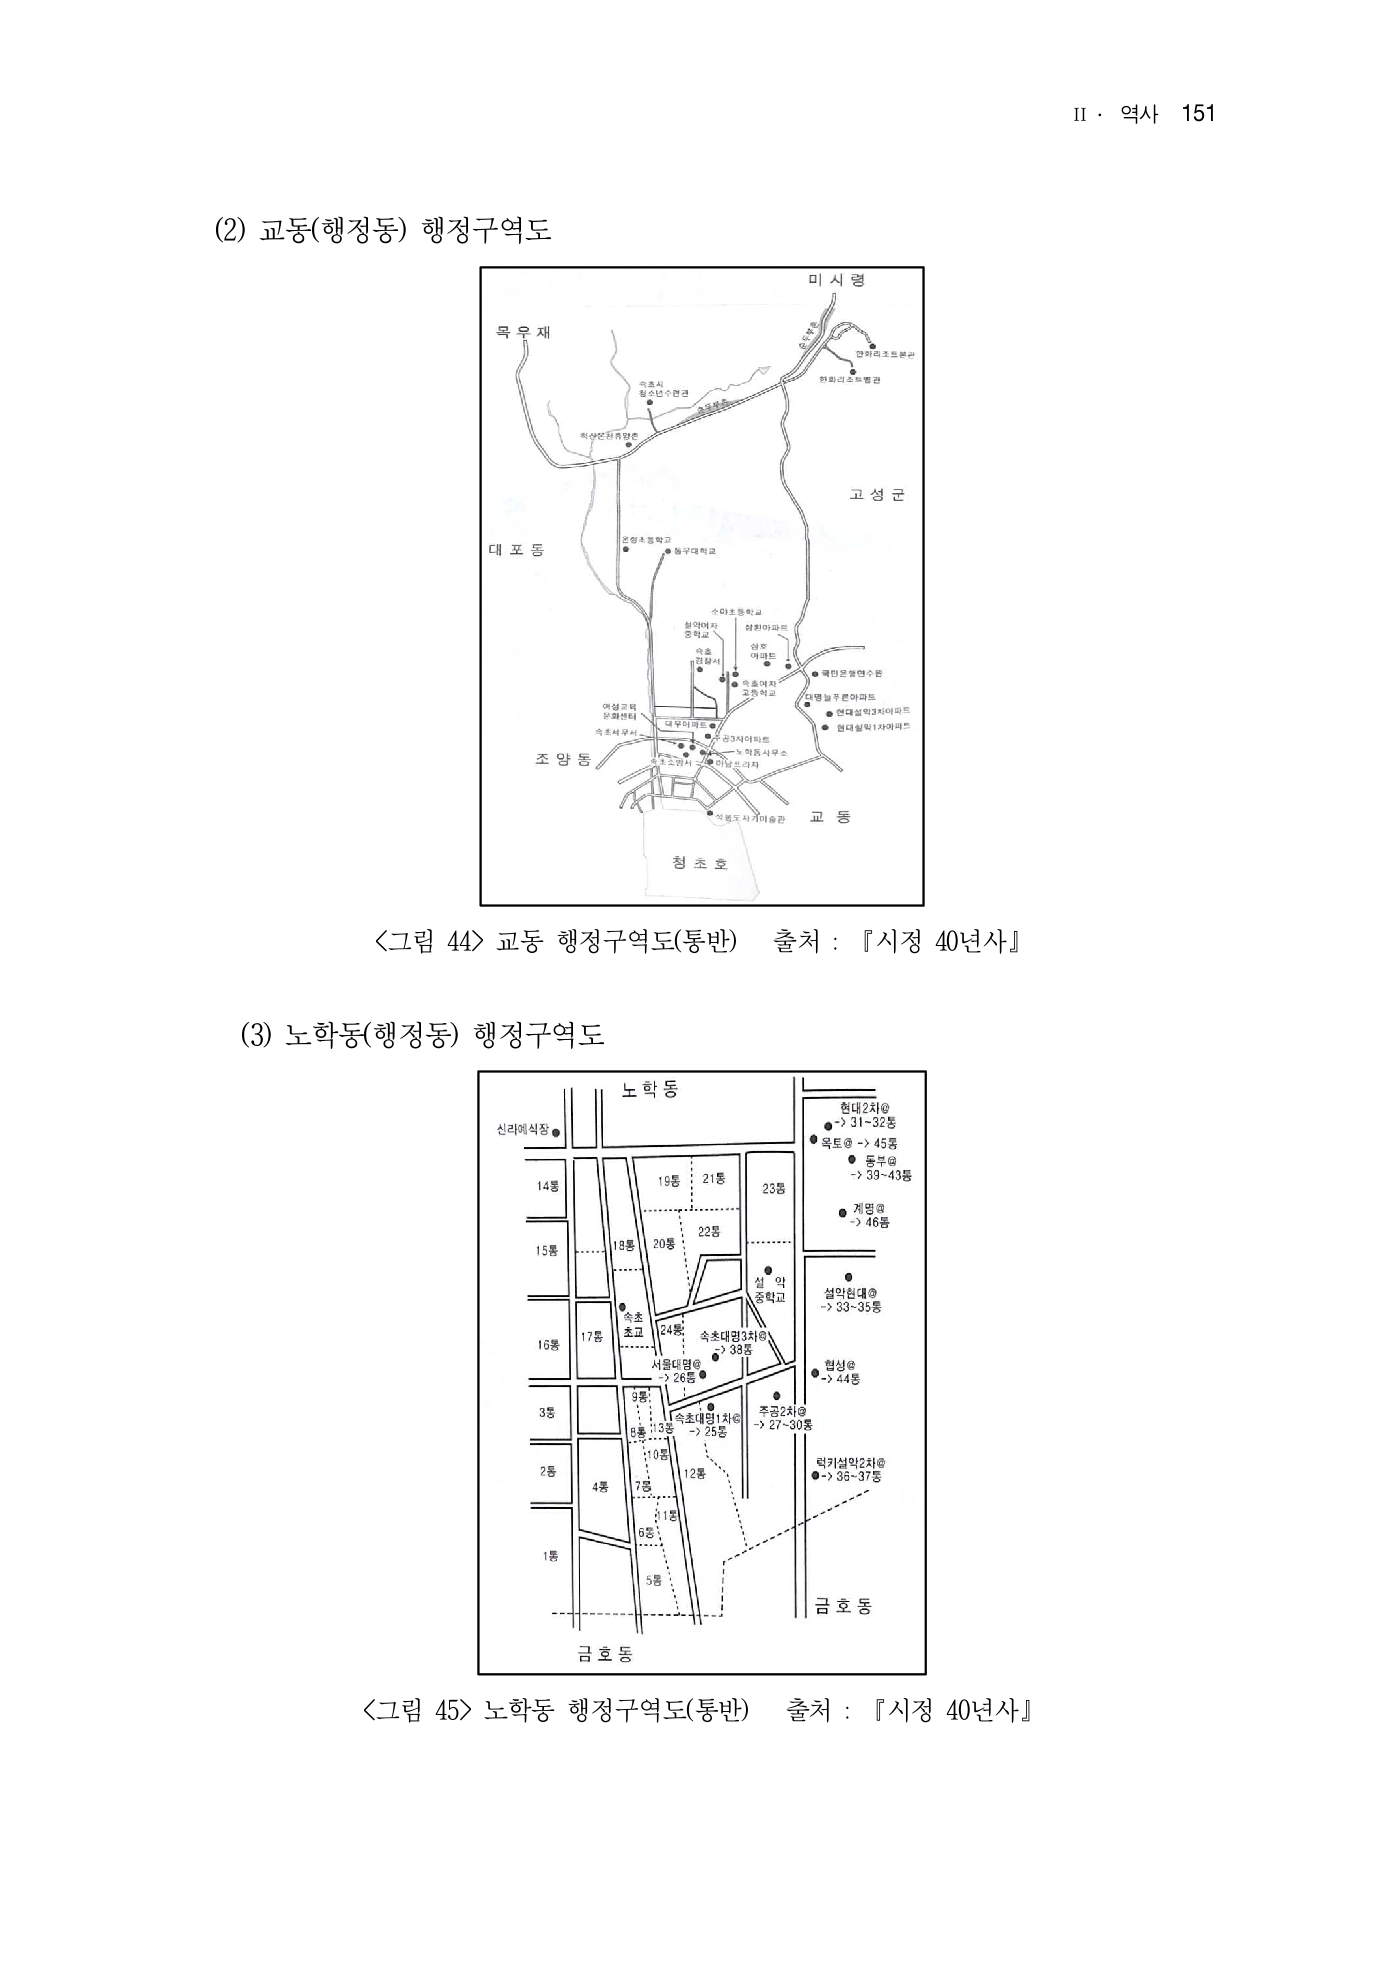 II · 역사 151
(2) 교동(행정동) 행정구역도
미시령
목우재
한화리조트본관
한화리조트별관
속초시
청소년수련관
척산온천휴양촌
고성군
대포동
온정초등학교
동우대학교
소야초등학교
설악여자
중학교
삼환아파트
삼호
아파트
속초
경찰서
국민은행연수원
속초여자
고등학교
대명늘푸른아파트
현대설악3차아파트
현대설악1차아파트
여성교육
문화센터
대우아파트
속초세무서
주공3차아파트
노학동사무소
조양동
속초소방서
석봉도자기미술관
교동
청초호
<그림 44> 교동 행정구역도(통반) 출처 : 『시정 40년사』
(3) 노학동(행정동) 행정구역도
노학동
현대2차@
-> 31~32통
신라예식장
옥토@ -> 45통
동부@
-> 39~43통
14통
19통
21통
23통
계명@
-> 46통
15통
18통
20통
22통
설 악
중학교
설악현대@
-> 33~35통
속초
초교
16통
17통
24통
속초대명3차@
-> 38통
서울대명@
-> 26통
협성@
-> 44통
9통
3통
8통
13통
속초대명1차@
-> 25통
주공2차@
-> 27~30통
10통
2통
4통
7통
12통
럭키설악2차@
-> 36~37통
11통
6통
1통
5통
금호동
금호동
<그림 45> 노학동 행정구역도(통반) 출처 : 『시정 40년사』